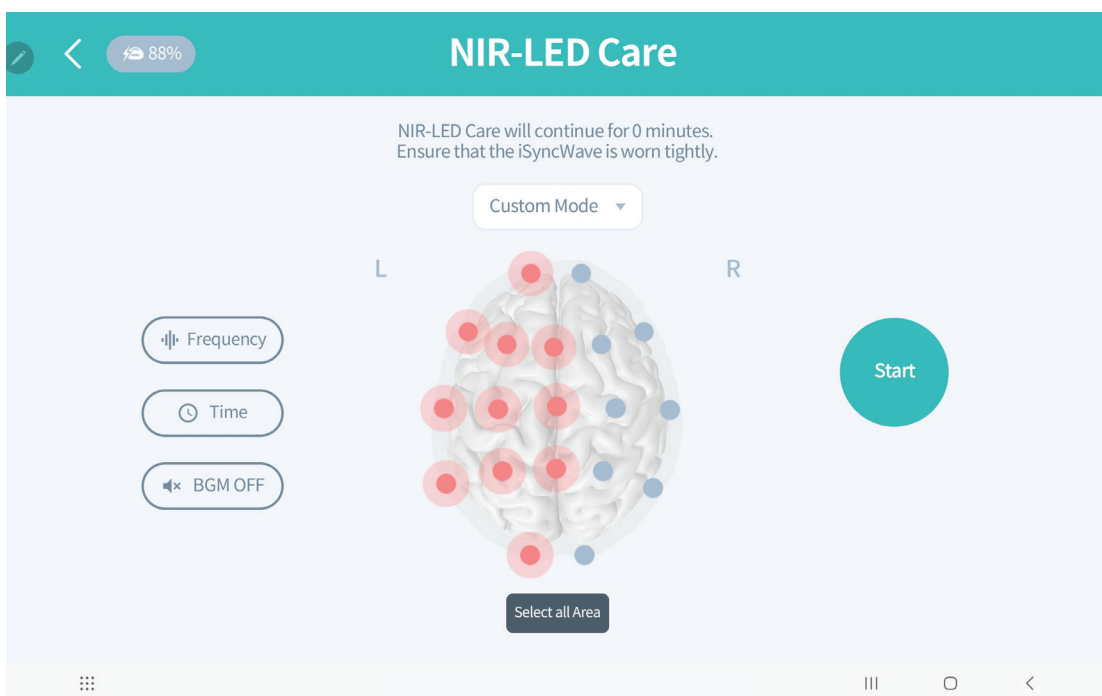 88%
NIR-LED Care
NIR-LED Care will continue for 0 minutes.
Ensure that the iSyncWave is worn tightly.
Custom Mode
L
R
Frequency
Time
BGM OFF
Start
Select all Area